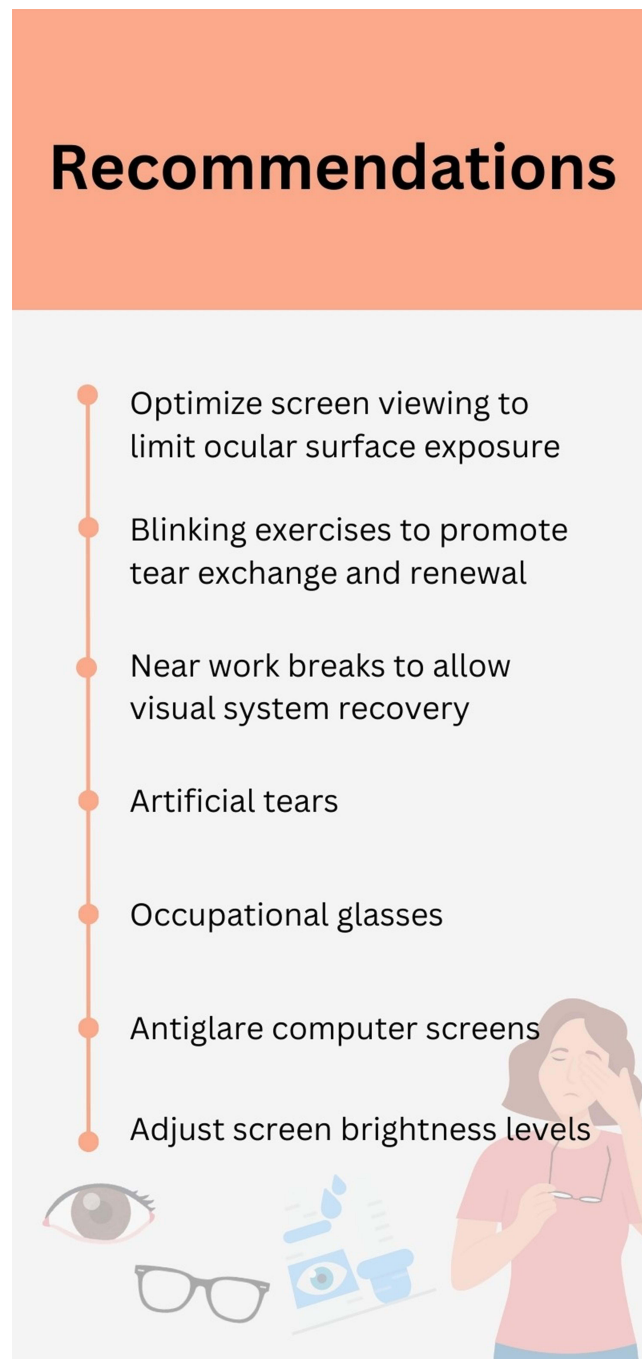 Recommendations
Optimize screen viewing to
limit ocular surface exposure
Blinking exercises to promote
tear exchange and renewal
Near work breaks to allow
visual system recovery
Artificial tears
Occupational glasses
Antiglare computer screens
Adjust screen brightness levels